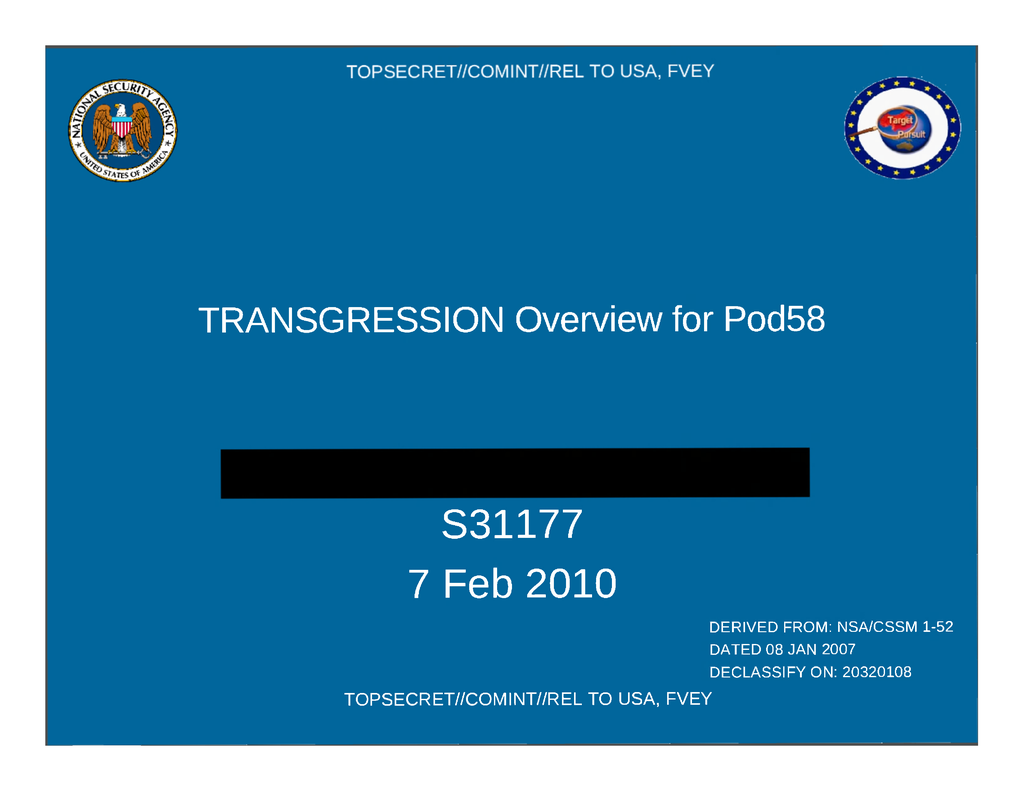 TOPSECRET//COMINT//REL TO USA, FVEY
NATIONAL SECURITY AGENCY
UNITED STATES OF AMERICA
Target
Pursuit
TRANSGRESSION Overview for Pod58
S31177
7 Feb 2010
DERIVED FROM: NSA/CSSM 1-52
DATED 08 JAN 2007
DECLASSIFY ON: 20320108
TOPSECRET//COMINT//REL TO USA, FVEY